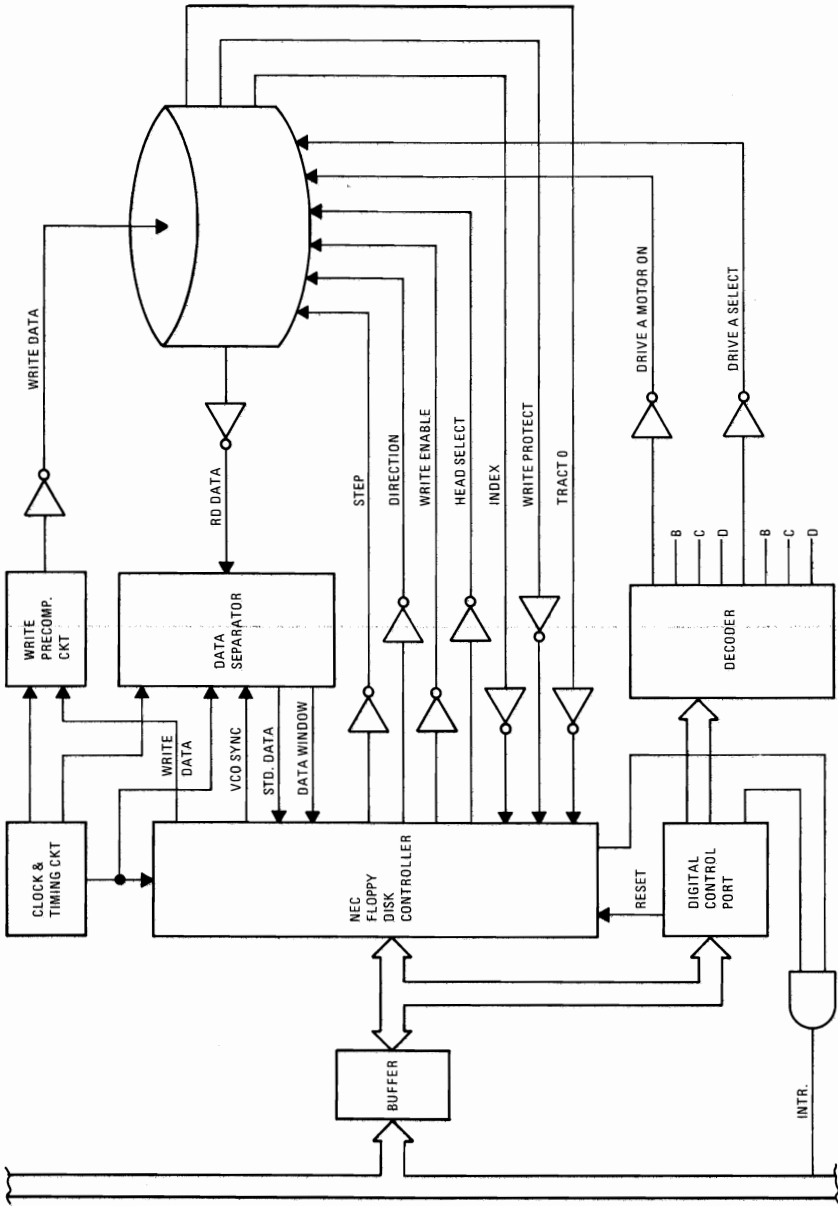 CLOCK &
TIMING CKT
WRITE
PRECOMP.
CKT
WRITE DATA
WRITE
DATA
VCO SYNC
STD. DATA
DATA WINDOW
DATA
SEPARATOR
RD DATA
NEC
FLOPPY
DISK
CONTROLLER
STEP
DIRECTION
WRITE ENABLE
HEAD SELECT
INDEX
WRITE PROTECT
TRACT 0
BUFFER
RESET
DIGITAL
CONTROL
PORT
DECODER
DRIVE A MOTOR ON
B
C
D
DRIVE A SELECT
B
C
D
INTR.